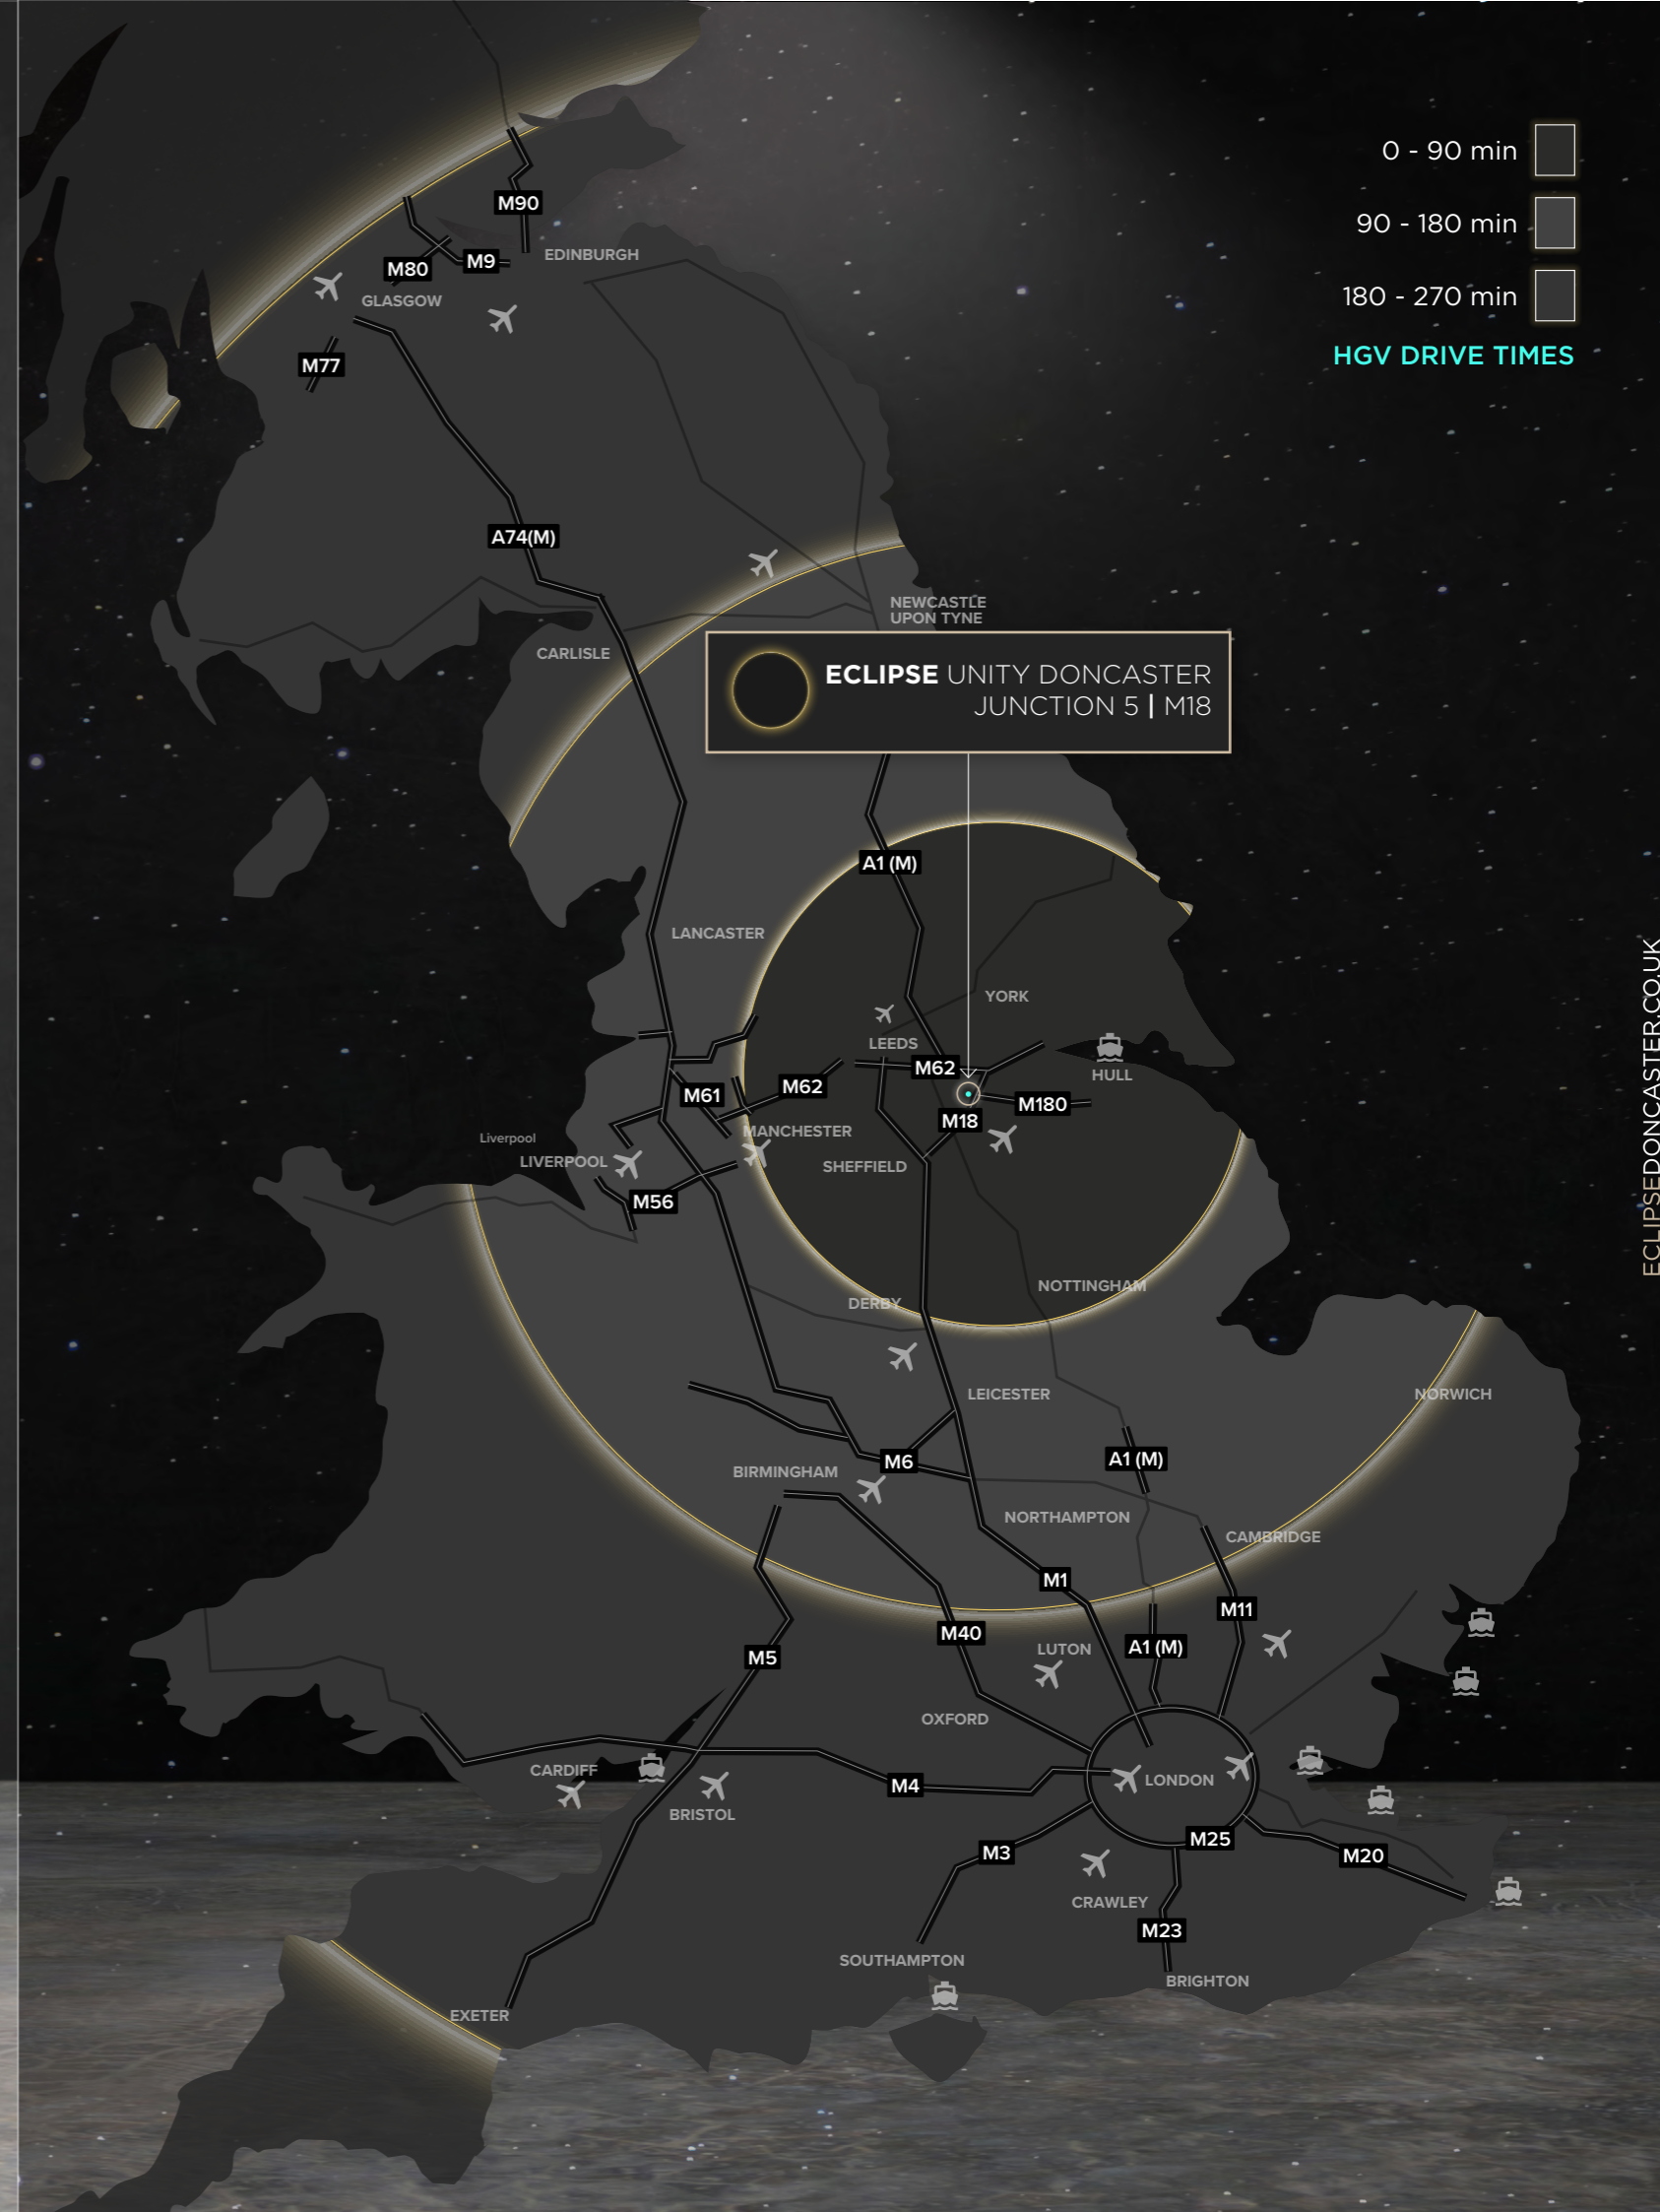 0 - 90 min
90 - 180 min
180 - 270 min
HGV DRIVE TIMES
M90
EDINBURGH
M9
M80
GLASGOW
M77
A74(M)
NEWCASTLE
UPON TYNE
CARLISLE
ECLIPSE UNITY DONCASTER
JUNCTION 5 | M18
A1 (M)
LANCASTER
YORK
LEEDS
M62
HULL
M62
M61
M180
M18
MANCHESTER
Liverpool
LIVERPOOL
SHEFFIELD
M56
NOTTINGHAM
DERBY
LEICESTER
NORWICH
A1 (M)
M6
BIRMINGHAM
NORTHAMPTON
CAMBRIDGE
M1
M11
M40
A1 (M)
LUTON
M5
OXFORD
CARDIFF
LONDON
M4
BRISTOL
M25
M3
M20
CRAWLEY
M23
SOUTHAMPTON
BRIGHTON
EXETER
ECLIPSEDONCASTER.CO.UK